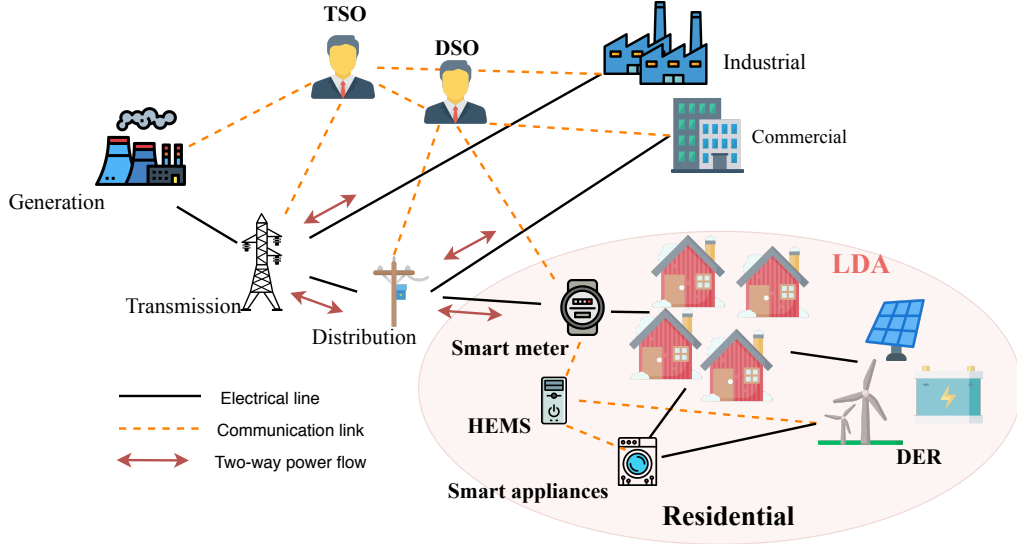 TSO
DSO
Industrial
Commercial
Generation
Transmission
Distribution
LDA
Smart meter
HEMS
DER
Smart appliances
Residential
Electrical line
Communication link
Two-way power flow